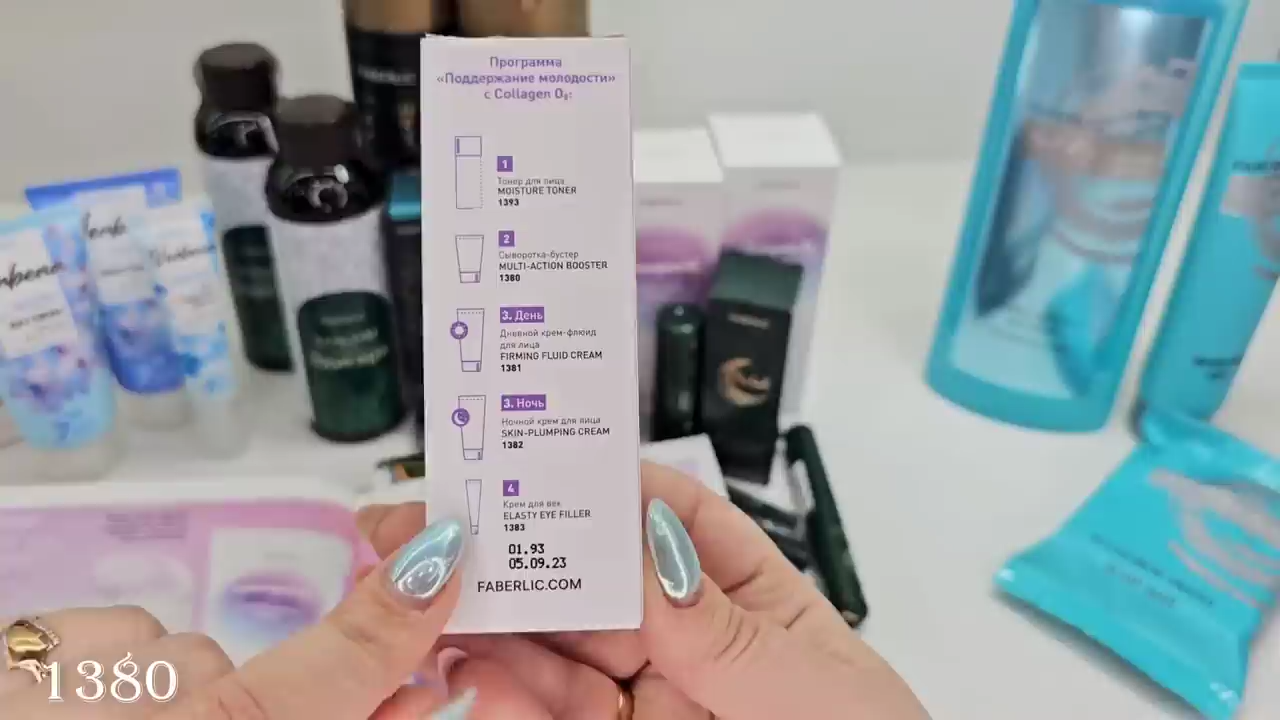 Программа
«Поддержание молодости»
с Collagen O₂:
1
Тонер для лица
MOISTURE TONER
1393
2
Сыворотка-бустер
MULTI-ACTION BOOSTER
1380
3. День
Дневной крем-флюид
для лица
FIRMING FLUID CREAM
1381
3. Ночь
Ночной крем для лица
SKIN-PLUMPING CREAM
1382
4
Крем для век
ELASTY EYE FILLER
1383
01.93
05.09.23
FABERLIC.COM
1380